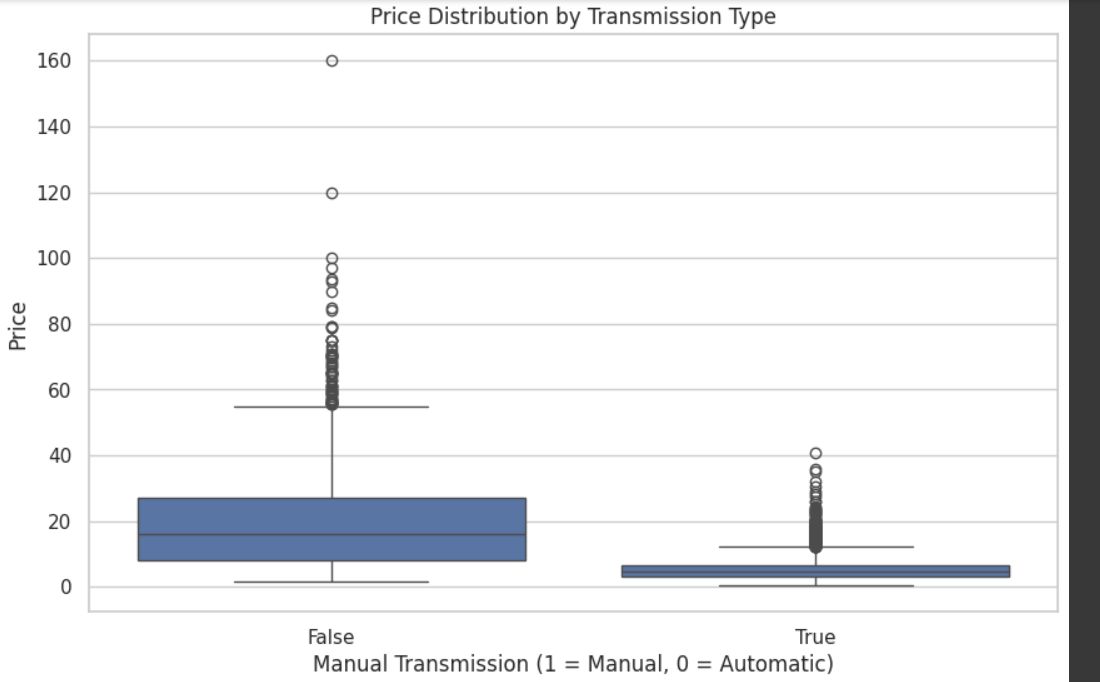 Price Distribution by Transmission Type
160
140
120
100
80
60
40
20
0
Price
False True
Manual Transmission (1 = Manual, 0 = Automatic)